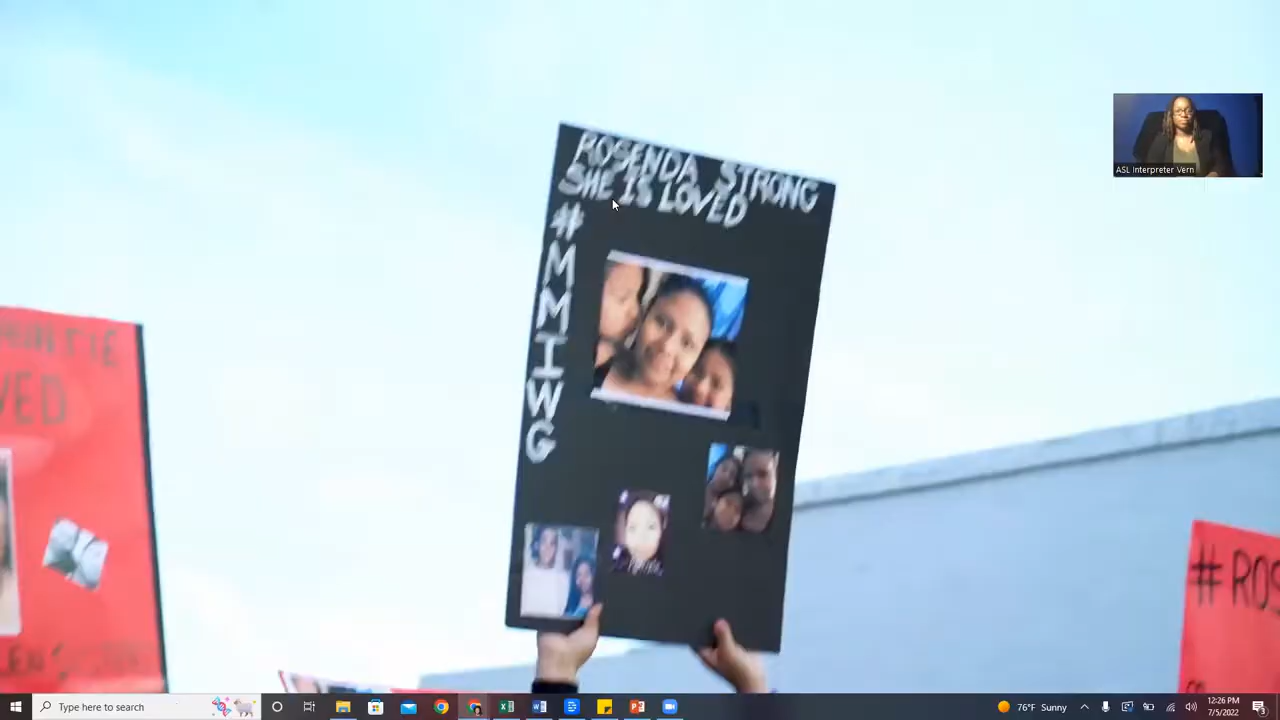 ROSENDA STRONG
SHE IS LOVED
#MMIWG
ASL Interpreter Vern
VED
#ROS
Type here to search
76°F Sunny
12:26 PM
7/5/2022